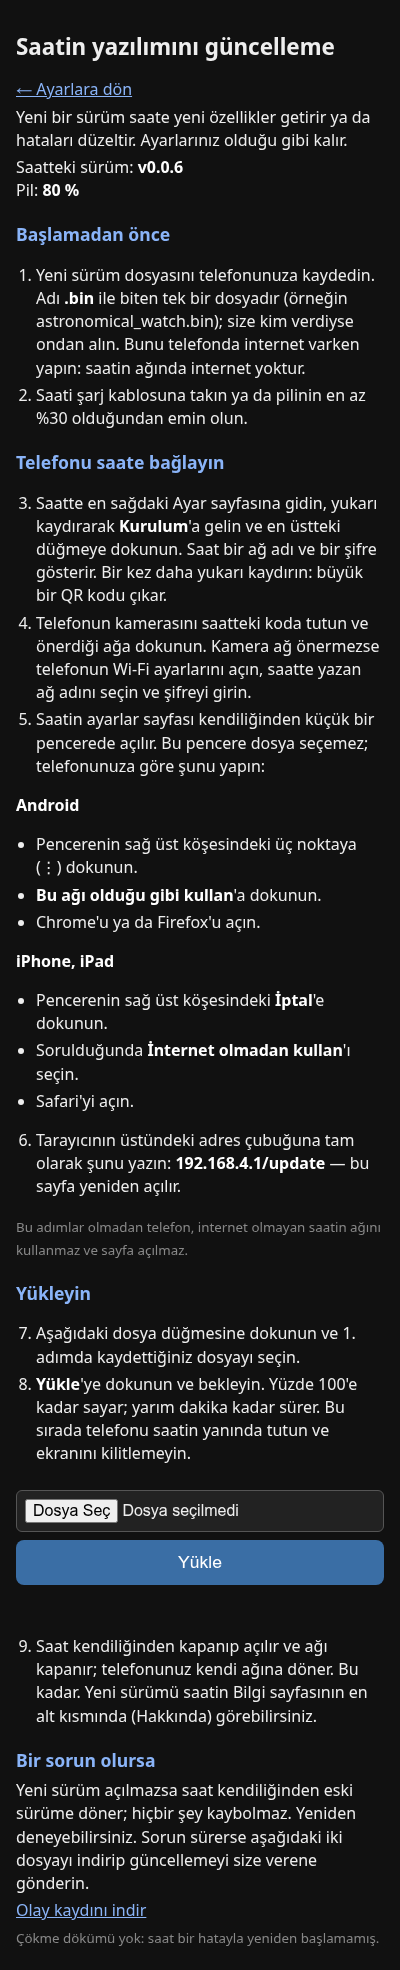 Saatin yazılımını güncelleme
← Ayarlara dön
Yeni bir sürüm saate yeni özellikler getirir ya da
hataları düzeltir. Ayarlarınız olduğu gibi kalır.
Saatteki sürüm: v0.0.6
Pil: 80 %
Başlamadan önce
1. Yeni sürüm dosyasını telefonunuza kaydedin.
Adı .bin ile biten tek bir dosyadır (örneğin
astronomical_watch.bin); size kim verdiyse
ondan alın. Bunu telefonda internet varken
yapın: saatin ağında internet yoktur.
2. Saati şarj kablosuna takın ya da pilinin en az
%30 olduğundan emin olun.
Telefonu saate bağlayın
3. Saatte en sağdaki Ayar sayfasına gidin, yukarı
kaydırarak Kurulum'a gelin ve en üstteki
düğmeye dokunun. Saat bir ağ adı ve bir şifre
gösterir. Bir kez daha yukarı kaydırın: büyük
bir QR kodu çıkar.
4. Telefonun kamerasını saatteki koda tutun ve
önerdiği ağa dokunun. Kamera ağ önermezse
telefonun Wi-Fi ayarlarını açın, saatte yazan
ağ adını seçin ve şifreyi girin.
5. Saatin ayarlar sayfası kendiliğinden küçük bir
pencerede açılır. Bu pencere dosya seçemez;
telefonunuza göre şunu yapın:
Android
• Pencerenin sağ üst köşesindeki üç noktaya
(⋮) dokunun.
• Bu ağı olduğu gibi kullan'a dokunun.
• Chrome'u ya da Firefox'u açın.
iPhone, iPad
• Pencerenin sağ üst köşesindeki İptal'e
dokunun.
• Sorulduğunda İnternet olmadan kullan'ı
seçin.
• Safari'yi açın.
6. Tarayıcının üstündeki adres çubuğuna tam
olarak şunu yazın: 192.168.4.1/update — bu
sayfa yeniden açılır.
Bu adımlar olmadan telefon, internet olmayan saatin ağını
kullanmaz ve sayfa açılmaz.
Yükleyin
7. Aşağıdaki dosya düğmesine dokunun ve 1.
adımda kaydettiğiniz dosyayı seçin.
8. Yükle'ye dokunun ve bekleyin. Yüzde 100'e
kadar sayar; yarım dakika kadar sürer. Bu
sırada telefonu saatin yanında tutun ve
ekranını kilitlemeyin.
Dosya Seç Dosya seçilmedi
Yükle
9. Saat kendiliğinden kapanıp açılır ve ağı
kapanır; telefonunuz kendi ağına döner. Bu
kadar. Yeni sürümü saatin Bilgi sayfasının en
alt kısmında (Hakkında) görebilirsiniz.
Bir sorun olursa
Yeni sürüm açılmazsa saat kendiliğinden eski
sürüme döner; hiçbir şey kaybolmaz. Yeniden
deneyebilirsiniz. Sorun sürerse aşağıdaki iki
dosyayı indirip güncellemeyi size verene
gönderin.
Olay kaydını indir
Çökme dökümü yok: saat bir hatayla yeniden başlamamış.